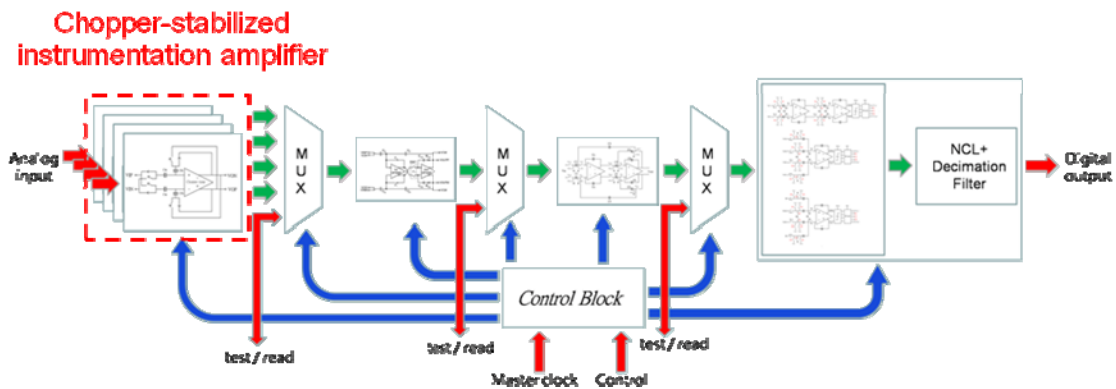 Chopper-stabilized
instrumentation amplifier
Analog
input
M
U
X
M
U
X
M
U
X
NCL+
Decimation
Filter
Digital
output
Control Block
test / read
test / read
test / read
Master clock
Control